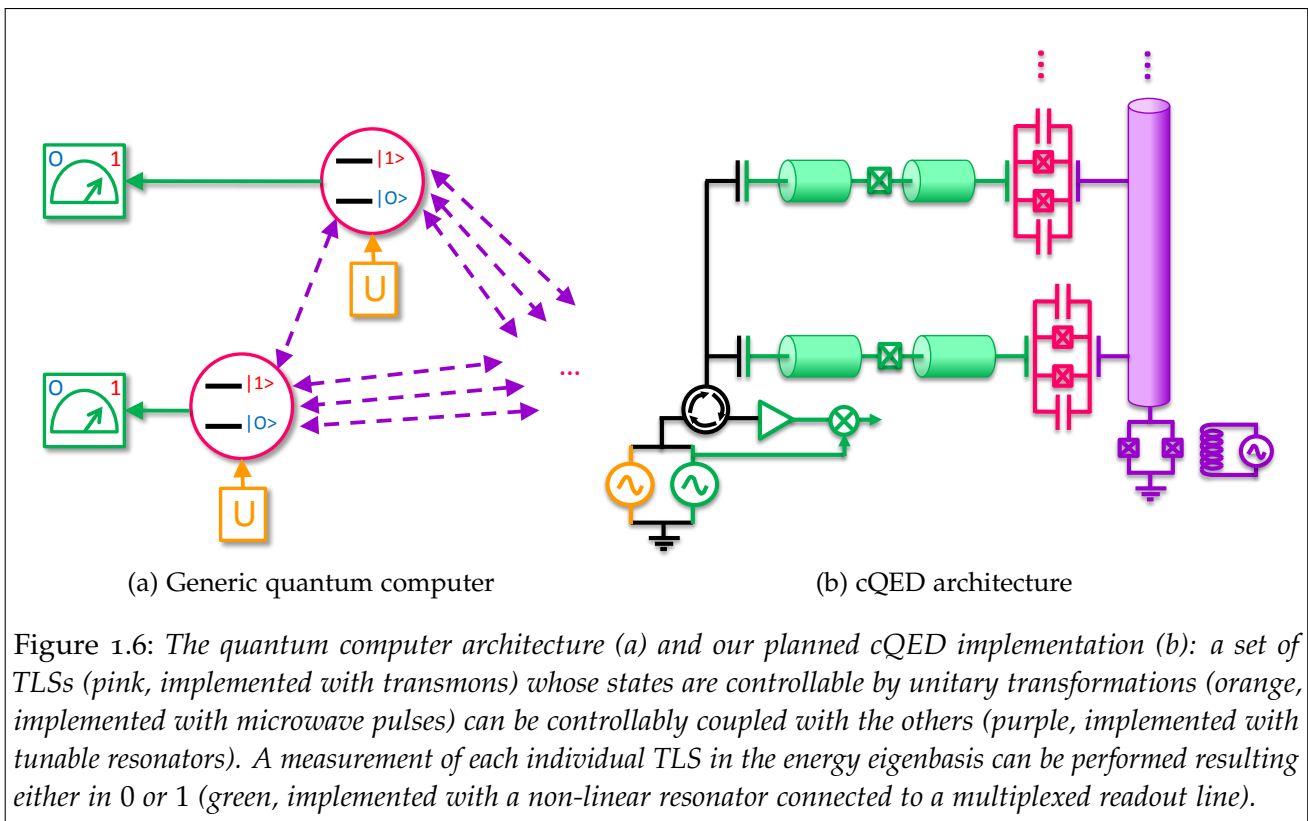 0 1
|1>
|0>
U
0 1
|1>
|0>
U
...
(a) Generic quantum computer
(b) cQED architecture
Figure 1.6: The quantum computer architecture (a) and our planned cQED implementation (b): a set of
TLSs (pink, implemented with transmons) whose states are controllable by unitary transformations (orange,
implemented with microwave pulses) can be controllably coupled with the others (purple, implemented with
tunable resonators). A measurement of each individual TLS in the energy eigenbasis can be performed resulting
either in 0 or 1 (green, implemented with a non-linear resonator connected to a multiplexed readout line).